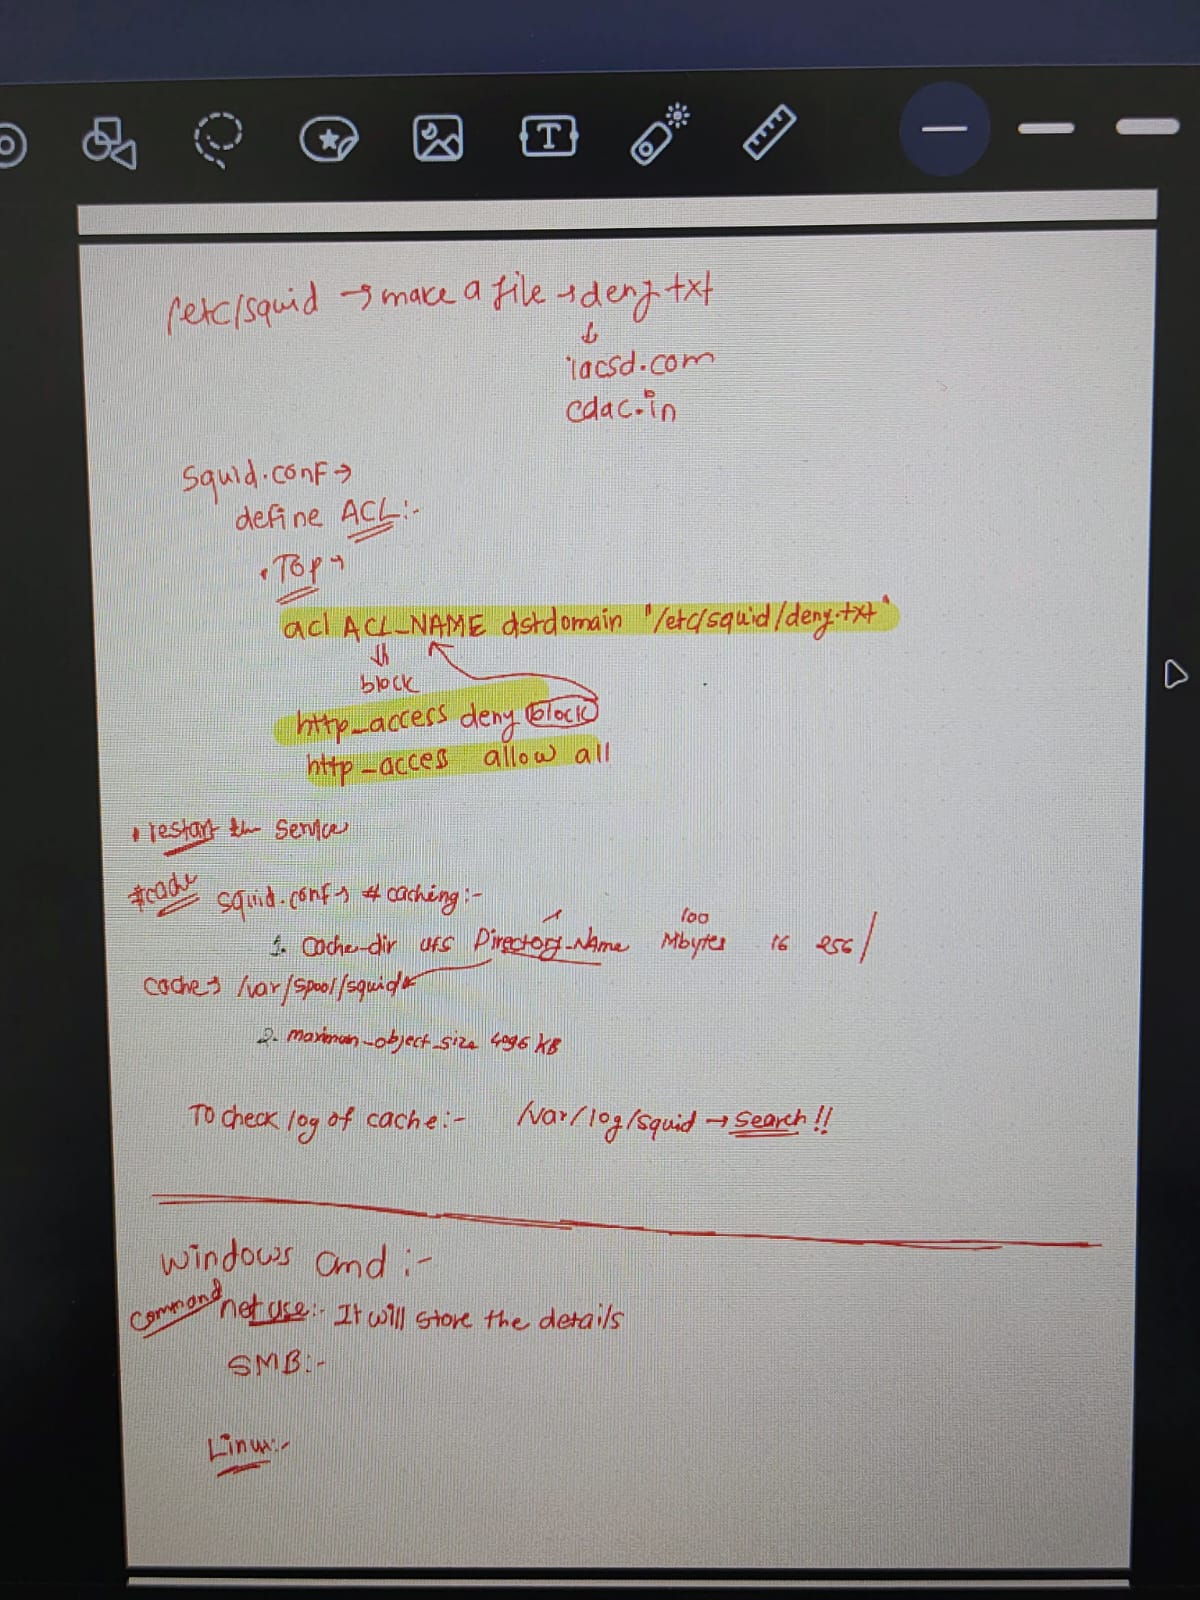 /etc/squid → make a file → deny.txt
↓
iacsd.com
cdac.in
Squid.conf →
define ACL:-
• Top →
acl ACL_NAME dstdomain "/etc/squid/deny.txt"
⇓
block
http_access deny block
http_acces allow all
• restart the Service
#cache squid.conf → # caching:-
100
1. Cache-dir ufs Directory-Name Mbytes 16 256/
cache → /var/spool/squid
2. maximum_object_size 4096 KB
To check log of cache:- /var/log/squid → Search!!
Windows cmd :-
command net use:- It will store the details
SMB:-
Linux:-